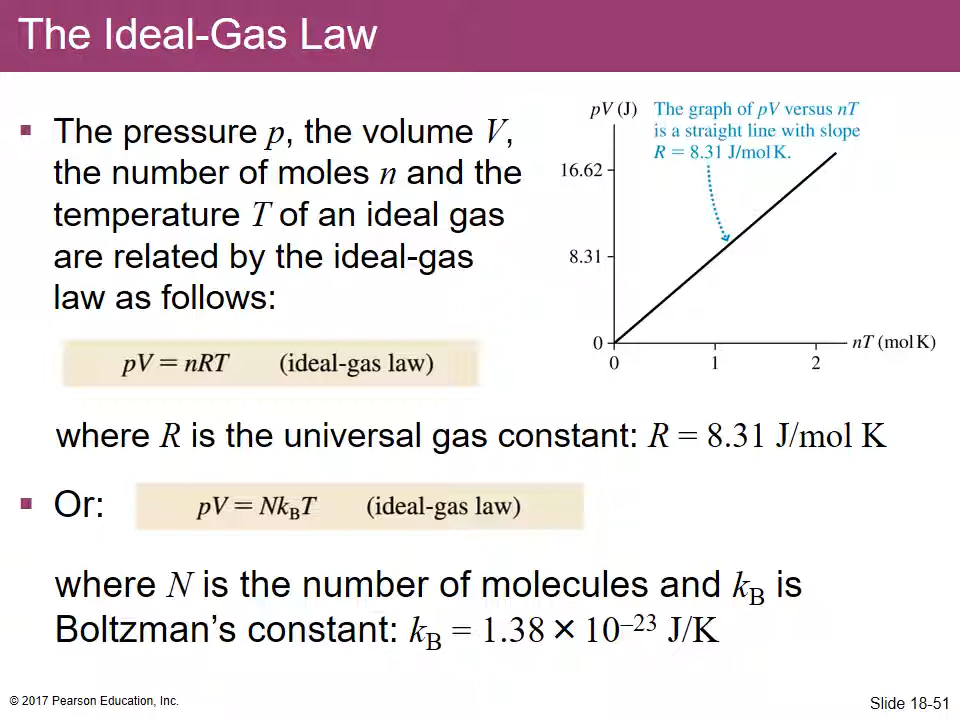 The Ideal-Gas Law
▪ The pressure p, the volume V,
the number of moles n and the
temperature T of an ideal gas
are related by the ideal-gas
law as follows:
pV (J)
The graph of pV versus nT
is a straight line with slope
R = 8.31 J/mol K.
16.62
8.31
0
0 1 2
nT (mol K)
pV = nRT (ideal-gas law)
where R is the universal gas constant: R = 8.31 J/mol K
▪ Or: pV = Nk_BT (ideal-gas law)
where N is the number of molecules and k_B is
Boltzman’s constant: k_B = 1.38 × 10⁻²³ J/K
© 2017 Pearson Education, Inc.
Slide 18-51